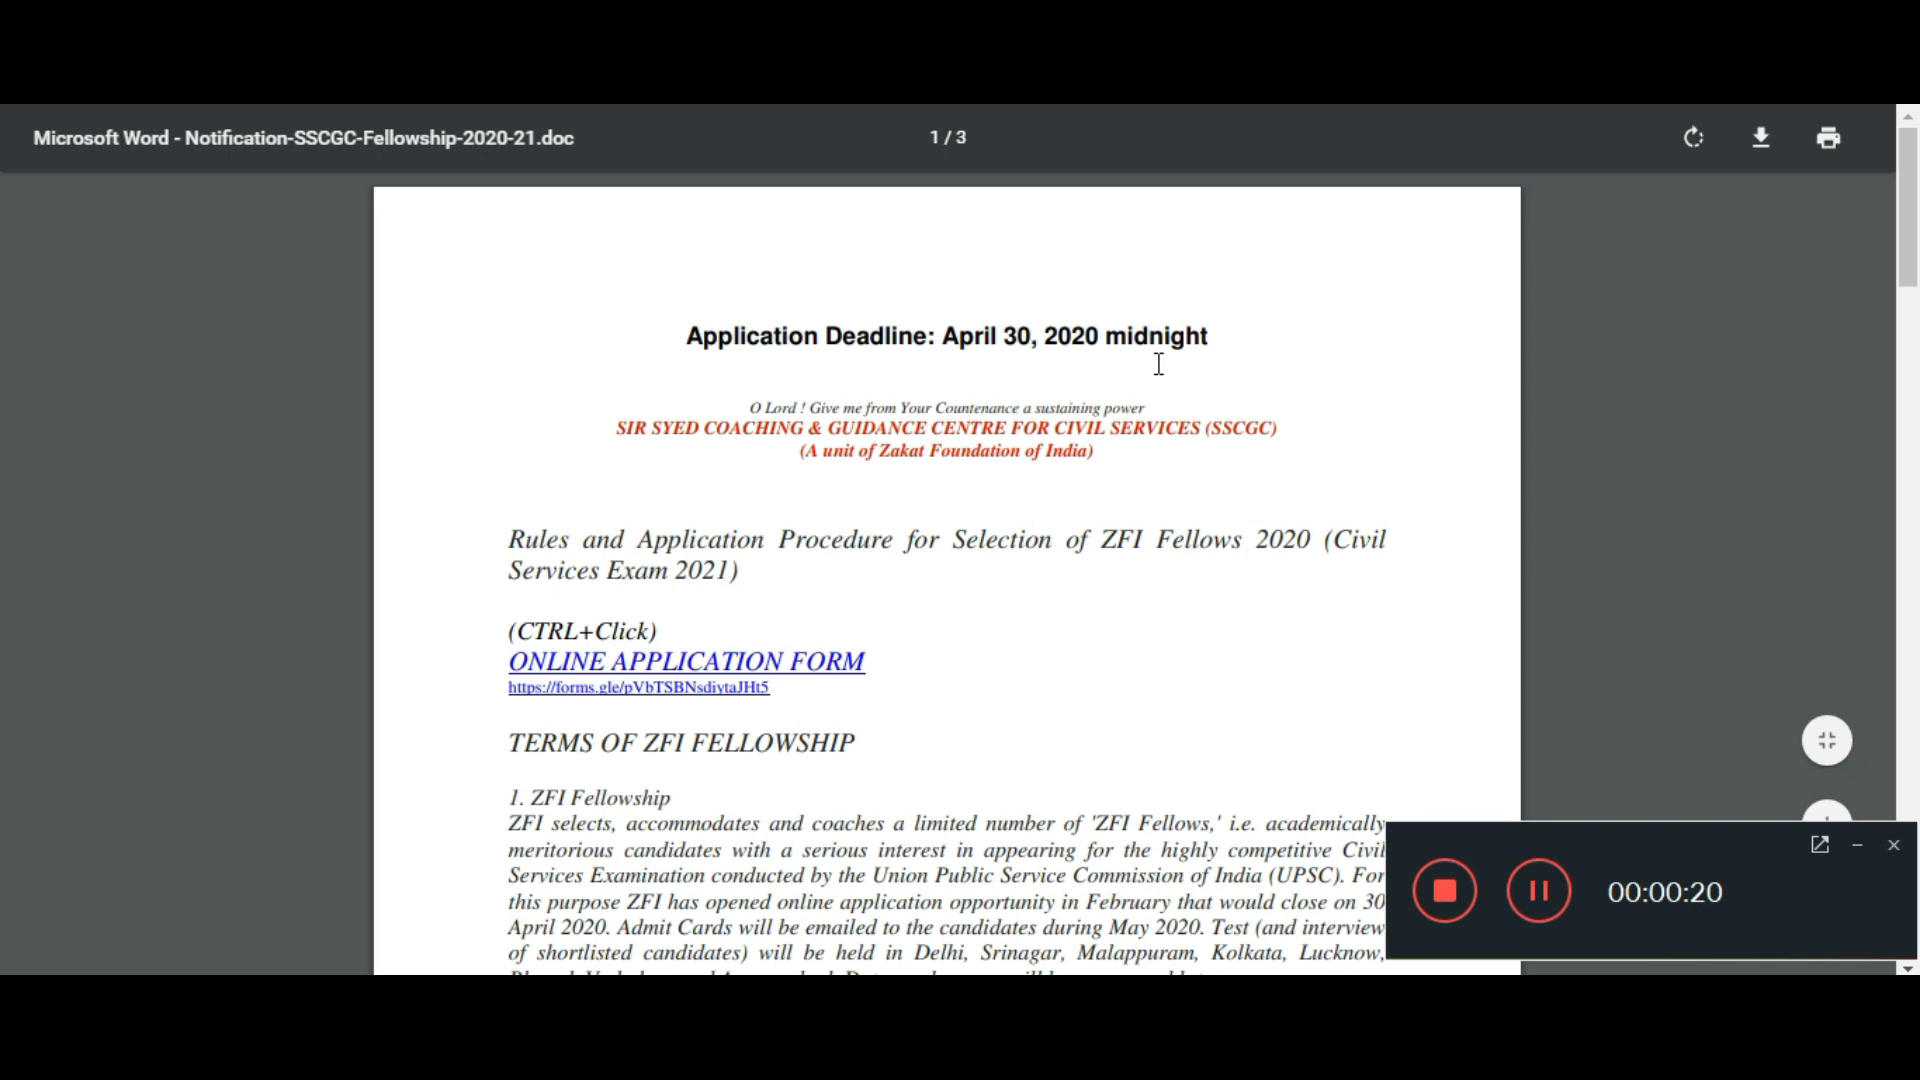 Microsoft Word - Notification-SSCGC-Fellowship-2020-21.doc
1 / 3
Application Deadline: April 30, 2020 midnight
O Lord ! Give me from Your Countenance a sustaining power
SIR SYED COACHING & GUIDANCE CENTRE FOR CIVIL SERVICES (SSCGC)
(A unit of Zakat Foundation of India)
Rules and Application Procedure for Selection of ZFI Fellows 2020 (Civil
Services Exam 2021)
(CTRL+Click)
ONLINE APPLICATION FORM
https://forms.gle/pVbTSBNsdivtaJHt5
TERMS OF ZFI FELLOWSHIP
1. ZFI Fellowship
ZFI selects, accommodates and coaches a limited number of 'ZFI Fellows,' i.e. academically
meritorious candidates with a serious interest in appearing for the highly competitive Civil
Services Examination conducted by the Union Public Service Commission of India (UPSC). For
this purpose ZFI has opened online application opportunity in February that would close on 30
April 2020. Admit Cards will be emailed to the candidates during May 2020. Test (and interview
of shortlisted candidates) will be held in Delhi, Srinagar, Malappuram, Kolkata, Lucknow,
00:00:20